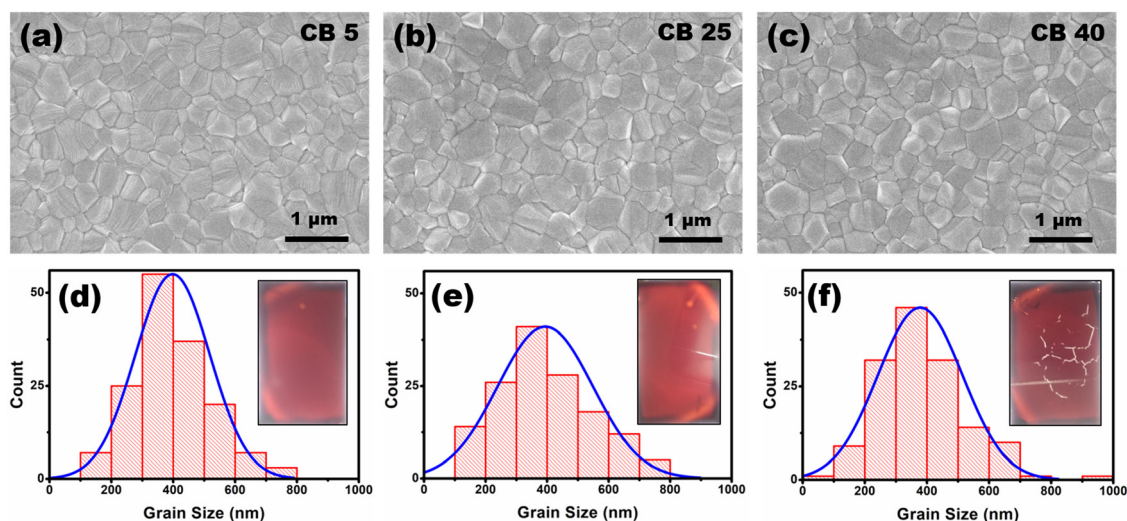 (a) CB 5
(b) CB 25
(c) CB 40
1 µm
1 µm
1 µm
(d)
50
25
0
Count
0 200 400 600 800 1000
Grain Size (nm)
(e)
50
25
0
Count
0 200 400 600 800 1000
Grain Size (nm)
(f)
50
25
0
Count
0 200 400 600 800 1000
Grain Size (nm)